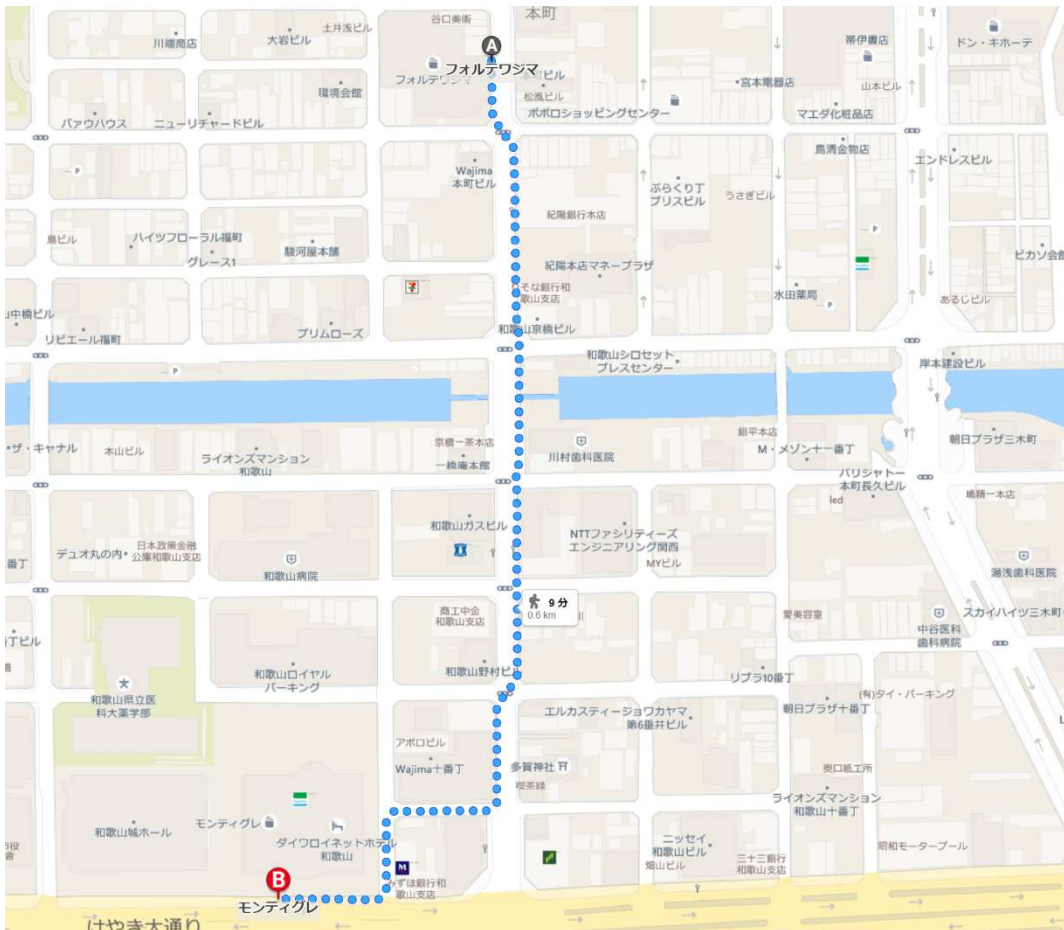 谷口美術
本町
土井浅ビル
川端商店
大岩ビル
A
フォルテワジマ
フォルテワジマ
本町ビル
松風ビル
ポポロショッピングセンター
宮本電器店
帯伊書店
山本ビル
マエダ化粧品店
ドン・キホーテ
環境会館
バァウハウス
ニューリチャードビル
P
Wajima
本町ビル
島清金物店
エンドレスビル
ぶらくり丁
プリスビル
うさぎビル
紀陽銀行本店
P
島ビル
ハイツフローラル福町
グレース1
駿河屋本舗
紀陽本店マネープラザ
りそな銀行和
歌山支店
水田薬局
P
ピカソ会館
あるじビル
山中橋ビル
リビエール福町
プリムローズ
和歌山京橋ビル
和歌山シロセット
プレスセンター
岸本建設ビル
P
ザ・キャナル
本山ビル
ライオンズマンション
和歌山
京橋一茶本店
一橋庵本館
川村歯科医院
銀平本店
M・メゾン十一番丁
朝日プラザ三木町
パリシャトー
本町長久ビル
led
嶋積一本店
和歌山ガスビル
NTTファシリティーズ
エンジニアリング関西
MYビル
デュオ丸の内
日本政策金融
公庫和歌山支店
和歌山病院
番丁
湯浅歯科医院
9 分
0.6 km
川
商工中金
和歌山支店
愛美容室
中谷医科
歯科病院
スカイハイツ三木町
丁ビル
和歌山ロイヤル
パーキング
和歌山野村ビル
リブラ10番丁
和歌山県立医
科大薬学部
エルカスティージョワカヤマ
第6亜井ビル
朝日プラザ十番丁
(有)タイ・パーキング
アポロビル
Wajima十番丁
多賀神社
喫茶緑
奥口紙工所
ライオンズマンション
和歌山十番丁
和歌山城ホール
モンティグレ
ダイワロイネットホテル
和歌山
ニッセイ
和歌山ビル
畑山ビル
三十三銀行
和歌山支店
昭和モータープール
市役
舎
M
みずほ銀行和
歌山支店
B
モンティグレ
けやき大通り